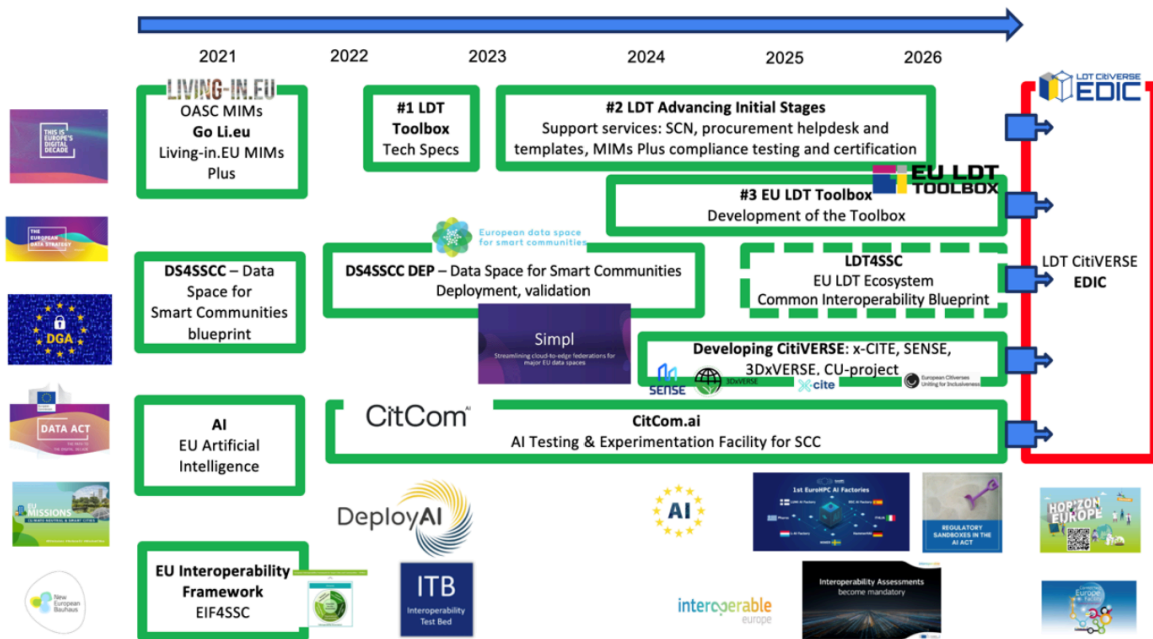 2021
2022
2023
2024
2025
2026
LIVING-IN.EU
OASC MIMs
Go Li.eu
Living-in.EU MIMs
Plus
#1 LDT
Toolbox
Tech Specs
#2 LDT Advancing Initial Stages
Support services: SCN, procurement helpdesk and
templates, MIMs Plus compliance testing and certification
LDT CITIVERSE
EDIC
THIS IS
EUROPE'S
DIGITAL
DECADE
#3 EU LDT Toolbox
Development of the Toolbox
EU LDT
TOOLBOX
THE
EUROPEAN
DATA STRATEGY
European data space
for smart communities
DS4SSCC – Data
Space for
Smart Communities
blueprint
DS4SSCC DEP – Data Space for Smart Communities
Deployment, validation
LDT4SSC
EU LDT Ecosystem
Common Interoperability Blueprint
LDT CitiVERSE
EDIC
DGA
Simpl
Streamlining cloud-to-edge federations for
major EU data spaces
Developing CitiVERSE: x-CITE, SENSE,
3DxVERSE, CU-project
SENSE
3DxVERSE
x-cite
European Citiverses
Uniting for Inclusiveness
DATA ACT
AI
EU Artificial
Intelligence
CitCom AI
CitCom.ai
AI Testing & Experimentation Facility for SCC
EU
MISSIONS
CLIMATE-NEUTRAL & SMART CITIES
DeployAI
AI
1st EuroHPC AI Factories
REGULATORY
SANDBOXES IN THE
AI ACT
HORIZON
EUROPE
New
European
Bauhaus
EU Interoperability
Framework
EIF4SSC
ITB
Interoperability
Test Bed
interoperable
europe
Interoperability Assessments
become mandatory
Europe